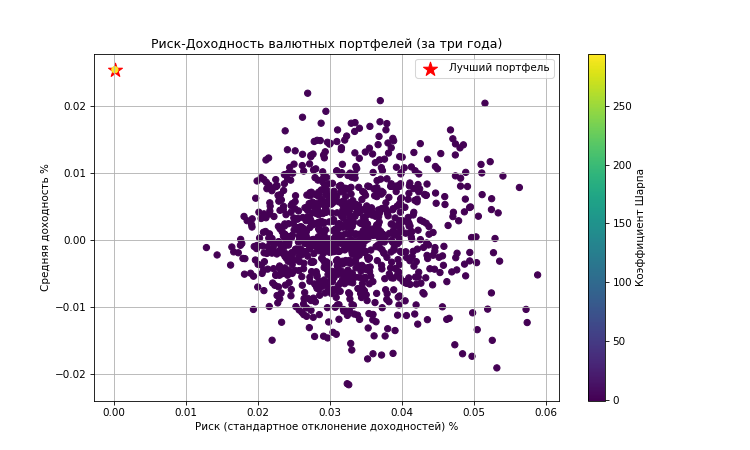 Риск-Доходность валютных портфелей (за три года)
Лучший портфель
Средняя доходность %
0.02
0.01
0.00
−0.01
−0.02
0.00 0.01 0.02 0.03 0.04 0.05 0.06
Риск (стандартное отклонение доходностей) %
250
200
150
100
50
0
Коэффициент Шарпа